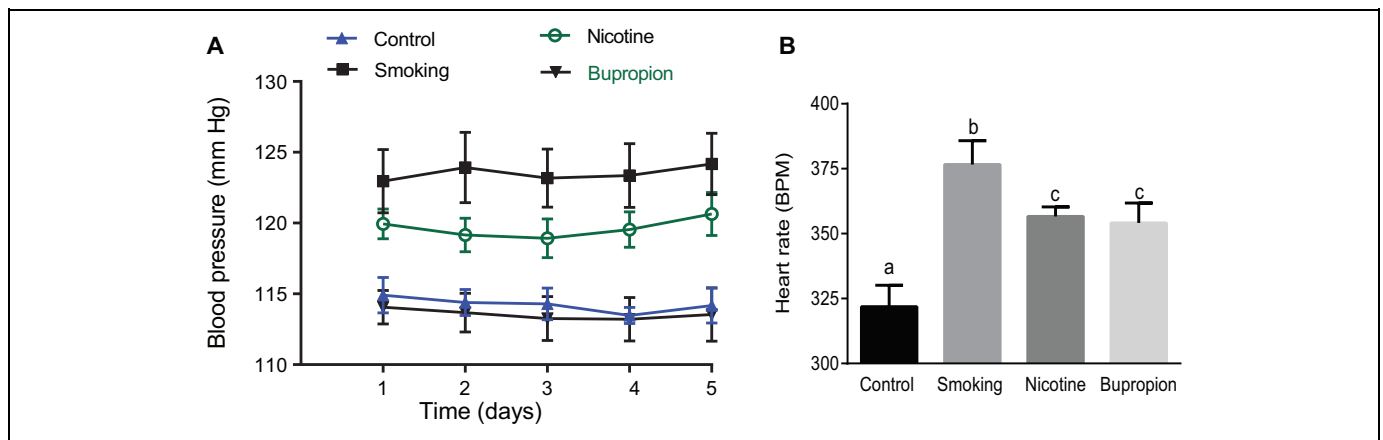 A
Control
Nicotine
Smoking
Bupropion
130
125
120
115
110
Blood pressure (mm Hg)
1 2 3 4 5
Time (days)
B
400
375
350
325
300
Heart rate (BPM)
a
b
c
c
Control Smoking Nicotine Bupropion